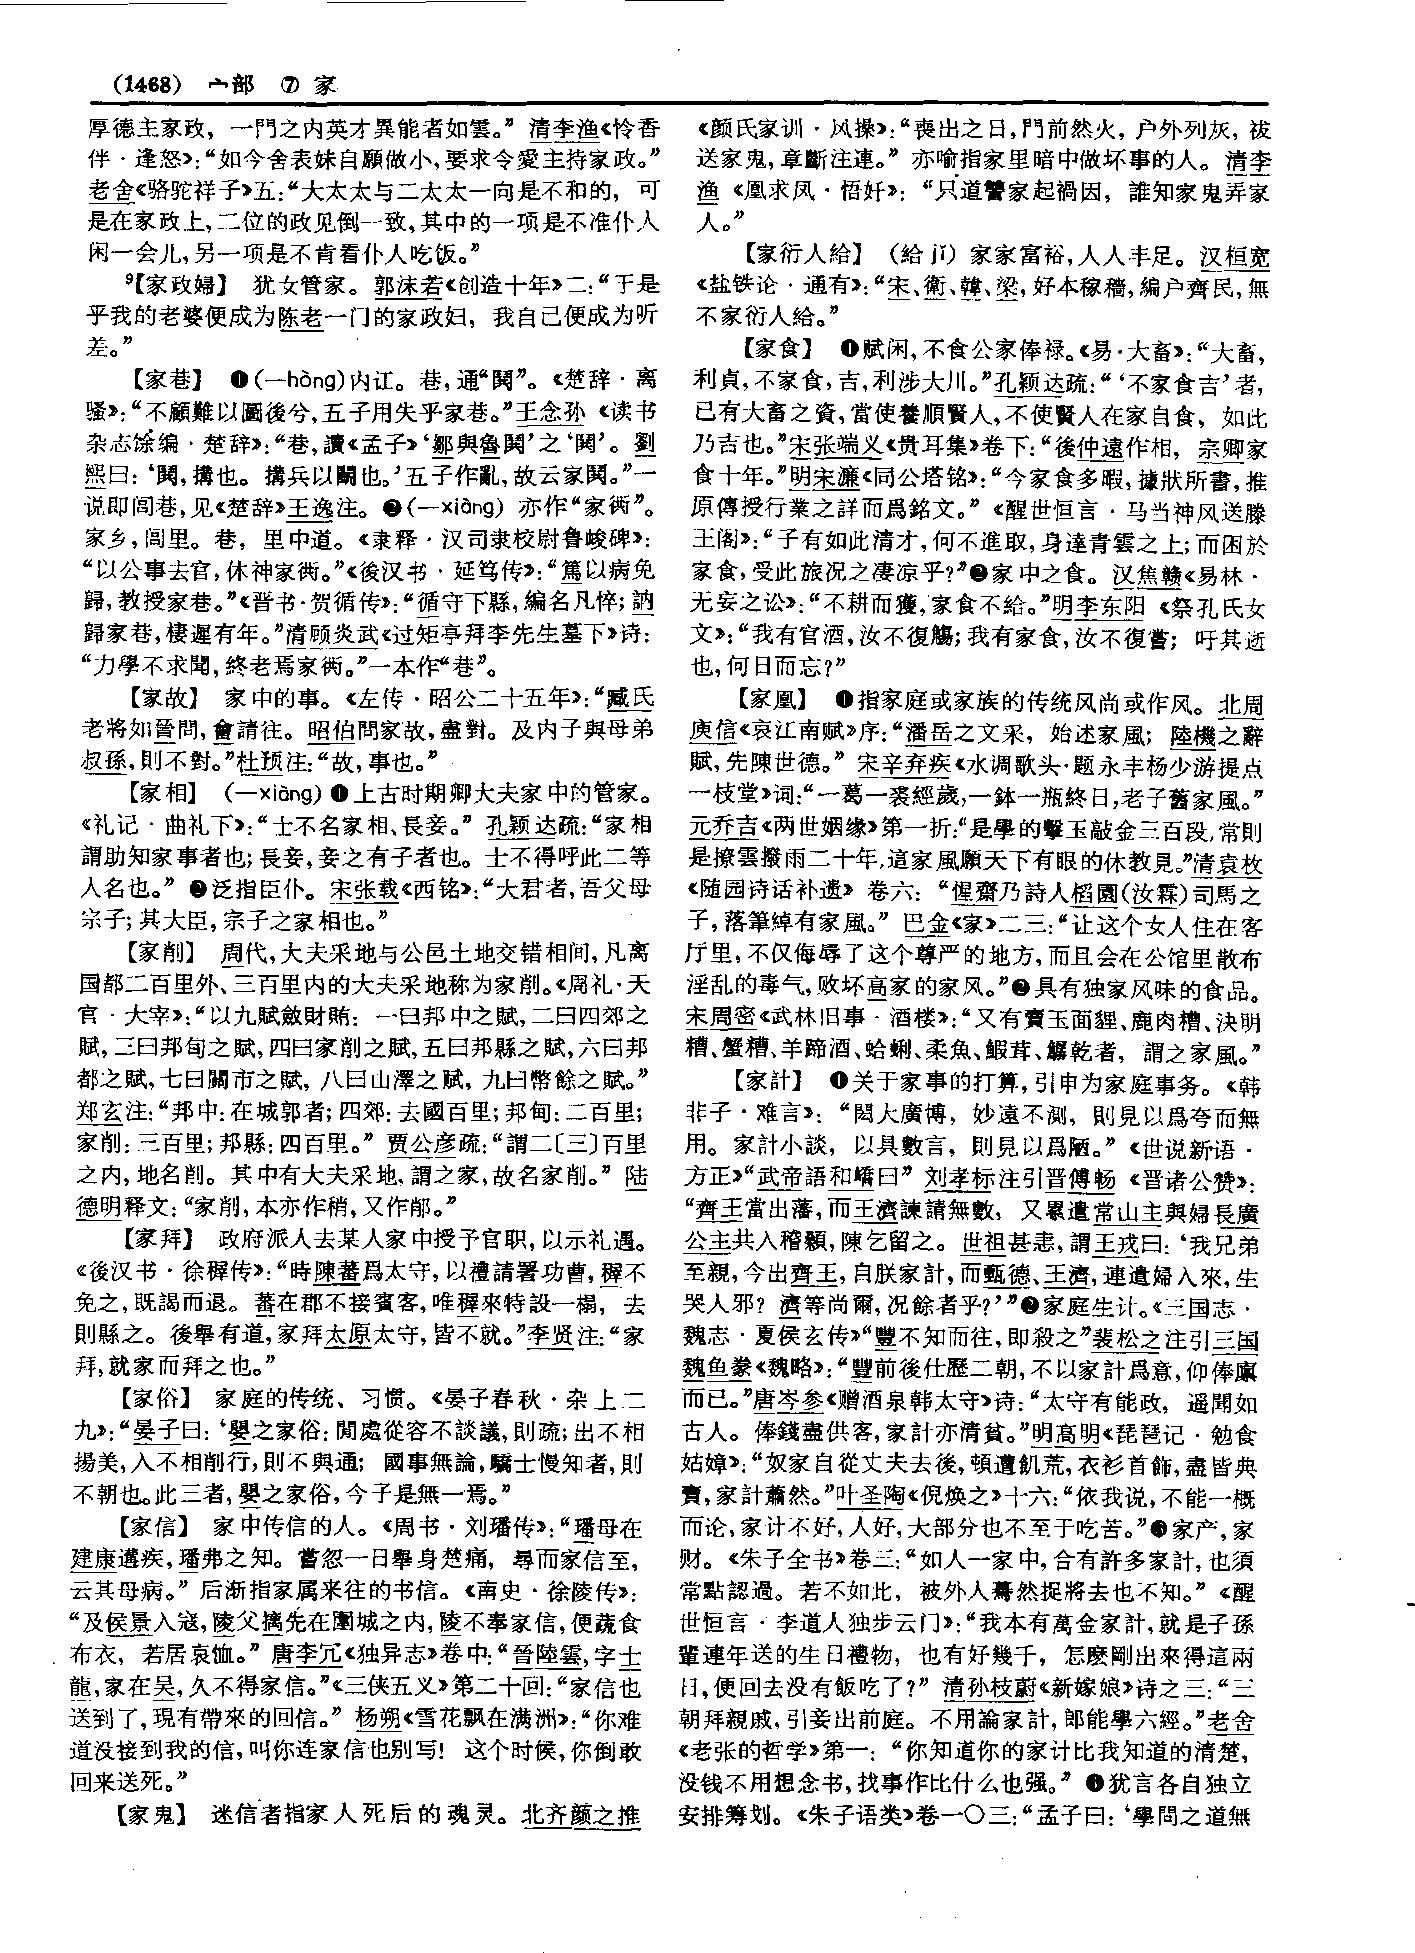 (1468) 宀部 ⑦ 家
厚德主家政，一門之内英才異能者如雲。”清李渔《怜香
伴·逢怒》：“如今舍表妹自願做小，要求令愛主持家政。”
老舍《骆驼祥子》五：“大太太与二太太一向是不和的，可
是在家政上，二位的政见倒一致，其中的一项是不准仆人
闲一会儿，另一项是不肯看仆人吃饭。”
⁹【家政婦】 犹女管家。郭沫若《创造十年》二：“于是
乎我的老婆便成为陈老一门的家政妇，我自己便成为听
差。”
【家巷】 ❶(一hòng)内讧。巷，通“鬨”。《楚辞·离
骚》：“不顧難以圖後兮，五子用失乎家巷。”王念孙《读书
杂志馀编·楚辞》：“巷，讀《孟子》‘鄒與魯鬨’之‘鬨’。劉
熙曰：‘鬨，搆也。搆兵以鬭也。’五子作亂，故云家鬨。”一
说即闾巷，见《楚辞》王逸注。❷(一xiàng) 亦作“家衖”。
家乡，闾里。巷，里中道。《隶释·汉司隶校尉鲁峻碑》：
“以公事去官，休神家衖。”《後汉书·延笃传》：“篤以病免
歸，教授家巷。”《晋书·贺循传》：“循守下縣，編名凡悴；訥
歸家巷，棲遲有年。”清顾炎武《过矩亭拜李先生墓下》诗：
“力學不求聞，終老焉家衖。”一本作“巷”。
【家故】 家中的事。《左传·昭公二十五年》：“臧氏
老將如晉問，會請往。昭伯問家故，盡對。及内子與母弟
叔孫，則不對。”杜预注：“故，事也。”
【家相】 (一xiàng)❶上古时期卿大夫家中的管家。
《礼记·曲礼下》：“士不名家相、長妾。”孔颖达疏：“家相
謂助知家事者也；長妾，妾之有子者也。士不得呼此二等
人名也。”❷泛指臣仆。宋张载《西铭》：“大君者，吾父母
宗子；其大臣，宗子之家相也。”
【家削】 周代，大夫采地与公邑土地交错相间，凡离
国都二百里外、三百里内的大夫采地称为家削。《周礼·天
官·大宰》：“以九賦斂財賄：一曰邦中之賦，二曰四郊之
賦，三曰邦甸之賦，四曰家削之賦，五曰邦縣之賦，六曰邦
都之賦，七曰關市之賦，八曰山澤之賦，九曰幣餘之賦。”
郑玄注：“邦中：在城郭者；四郊：去國百里；邦甸：二百里；
家削：三百里；邦縣：四百里。”贾公彦疏：“謂二〔三〕百里
之内，地名削。其中有大夫采地，謂之家，故名家削。”陆
德明释文：“家削，本亦作稍，又作䣃。”
【家拜】 政府派人去某人家中授予官职，以示礼遇。
《後汉书·徐稺传》：“時陳蕃爲太守，以禮請署功曹，稺不
免之，既謁而退。蕃在郡不接賓客，唯稺來特設一榻，去
則縣之。後舉有道，家拜太原太守，皆不就。”李贤注：“家
拜，就家而拜之也。”
【家俗】 家庭的传统、习惯。《晏子春秋·杂上二
九》：“晏子曰：‘嬰之家俗：閒處從容不談議，則疏；出不相
揚美，入不相削行，則不與通；國事無論，驕士慢知者，則
不朝也。此三者，嬰之家俗，今子是無一焉。”
【家信】 家中传信的人。《周书·刘璠传》：“璠母在
建康遘疾，璠弗之知。嘗忽一日舉身楚痛，尋而家信至，
云其母病。”后渐指家属来往的书信。《南史·徐陵传》：
“及侯景入寇，陵父摛先在圍城之内，陵不奉家信，便蔬食
布衣，若居哀恤。”唐李冗《独异志》卷中：“晉陸雲，字士
龍，家在吴，久不得家信。”《三侠五义》第二十回：“家信也
送到了，現有帶來的回信。”杨朔《雪花飘在满洲》：“你难
道没接到我的信，叫你连家信也别写！这个时候，你倒敢
回来送死。”
【家鬼】 迷信者指家人死后的魂灵。北齐颜之推
《颜氏家训·风操》：“喪出之日，門前然火，户外列灰，祓
送家鬼，章斷注連。”亦喻指家里暗中做坏事的人。清李
渔《凰求凤·悟奸》：“只道讐家起禍因，誰知家鬼弄家
人。”
【家衍人給】 (給jǐ) 家家富裕，人人丰足。汉桓宽
《盐铁论·通有》：“宋、衛、韓、梁，好本稼穡，編户齊民，無
不家衍人給。”
【家食】 ❶赋闲，不食公家俸禄。《易·大畜》：“大畜，
利貞，不家食，吉，利涉大川。”孔颖达疏：“‘不家食吉’者，
已有大畜之資，當使養順賢人，不使賢人在家自食，如此
乃吉也。”宋张端义《贵耳集》卷下：“後仲遠作相，宗卿家
食十年。”明宋濂《同公塔铭》：“今家食多暇，據狀所書，推
原傳授行業之詳而爲銘文。”《醒世恒言·马当神风送滕
王阁》：“子有如此清才，何不進取，身達青雲之上；而困於
家食，受此旅况之凄凉乎？”❷家中之食。汉焦赣《易林·
无妄之讼》：“不耕而獲，家食不給。”明李东阳《祭孔氏女
文》：“我有官酒，汝不復觴；我有家食，汝不復嘗；吁其逝
也，何日而忘？”
【家風】 ❶指家庭或家族的传统风尚或作风。北周
庾信《哀江南赋》序：“潘岳之文采，始述家風；陸機之辭
賦，先陳世德。”宋辛弃疾《水调歌头·题永丰杨少游提点
一枝堂》词：“一葛一裘經歲，一鉢一瓶終日，老子舊家風。”
元乔吉《两世姻缘》第一折：“是學的擊玉敲金三百段，常則
是撩雲撥雨二十年，這家風願天下有眼的休教見。”清袁枚
《随园诗话补遗》卷六：“惺齋乃詩人稻園(汝霖)司馬之
子，落筆綽有家風。”巴金《家》二三：“让这个女人住在客
厅里，不仅侮辱了这个尊严的地方，而且会在公馆里散布
淫乱的毒气，败坏高家的家风。”❷具有独家风味的食品。
宋周密《武林旧事·酒楼》：“又有賣玉面貍、鹿肉糟、決明
糟、蟹糟、羊蹄酒、蛤蜊、柔魚、鰕茸、𩽾乾者，謂之家風。”
【家計】 ❶关于家事的打算，引申为家庭事务。《韩
非子·难言》：“閎大廣博，妙遠不測，則見以爲夸而無
用。家計小談，以具數言，則見以爲陋。”《世说新语·
方正》“武帝語和嶠曰”刘孝标注引晋傅畅《晋诸公赞》：
“齊王當出藩，而王濟諫請無數，又累遣常山主與婦長廣
公主共入稽顙，陳乞留之。世祖甚恚，謂王戎曰：‘我兄弟
至親，今出齊王，自朕家計，而甄德、王濟，連遣婦入來，生
哭人邪？濟等尚爾，况餘者乎？’”❷家庭生计。《三国志·
魏志·夏侯玄传》“豐不知而往，即殺之”裴松之注引三国
魏鱼豢《魏略》：“豐前後仕歷二朝，不以家計爲意，仰俸廪
而已。”唐岑参《赠酒泉韩太守》诗：“太守有能政，遥聞如
古人。俸錢盡供客，家計亦清貧。”明高明《琵琶记·勉食
姑嫜》：“奴家自從丈夫去後，頓遭飢荒，衣衫首飾，盡皆典
賣，家計蕭然。”叶圣陶《倪焕之》十六：“依我说，不能一概
而论，家计不好，人好，大部分也不至于吃苦。”❸家产，家
财。《朱子全书》卷三：“如人一家中，合有許多家計，也須
常點認過。若不如此，被外人驀然捉將去也不知。”《醒
世恒言·李道人独步云门》：“我本有萬金家計，就是子孫
輩連年送的生日禮物，也有好幾千，怎麽剛出來得這兩
日，便回去没有飯吃了？”清孙枝蔚《新嫁娘》诗之三：“三
朝拜親戚，引妾出前庭。不用論家計，郎能學六經。”老舍
《老张的哲学》第一：“你知道你的家计比我知道的清楚，
没钱不用想念书，找事作比什么也强。”❹犹言各自独立
安排筹划。《朱子语类》卷一〇三：“孟子曰：‘學問之道無